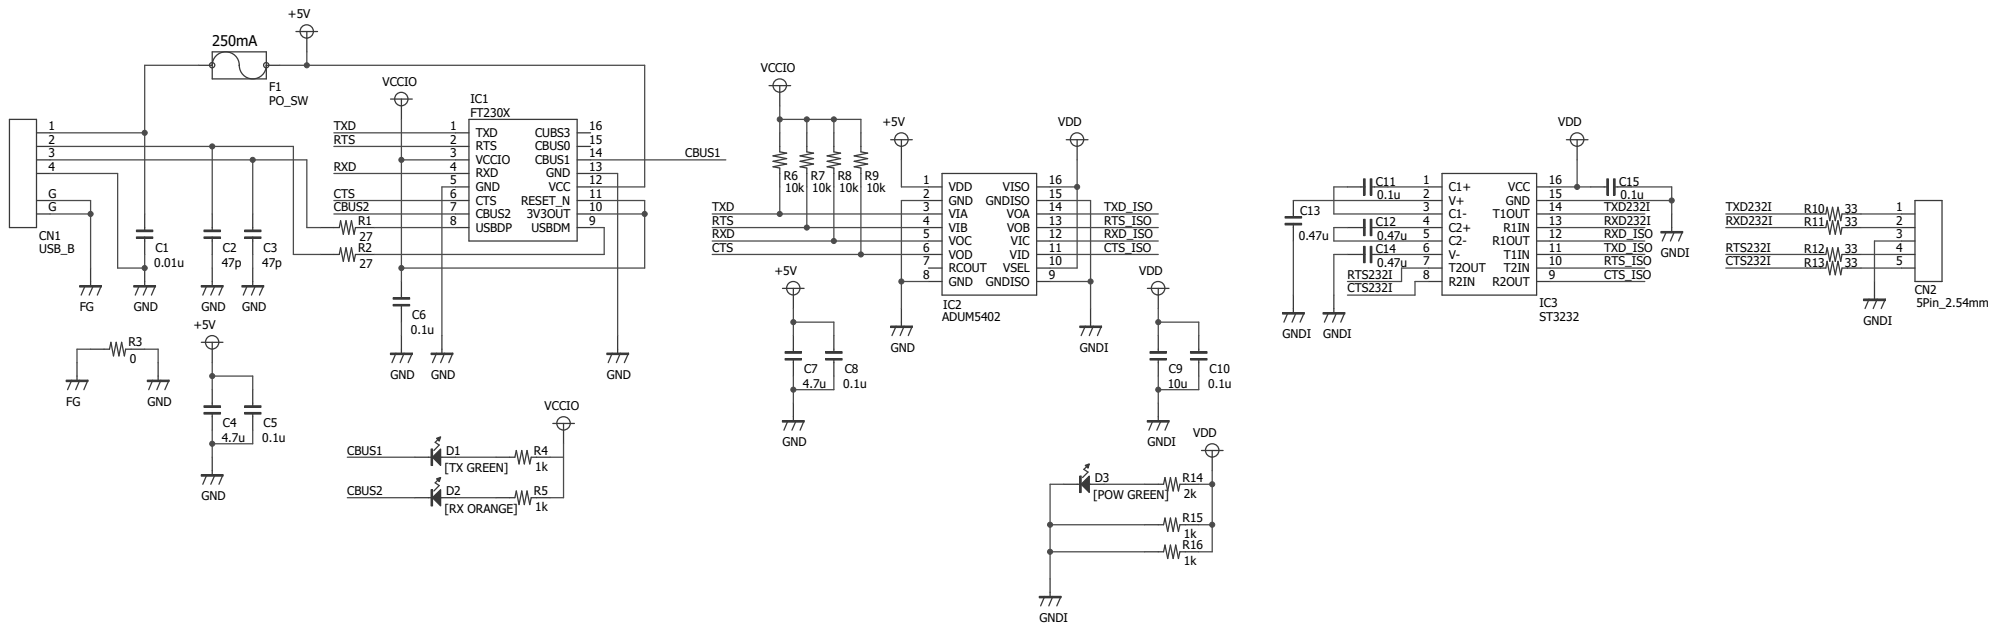 +5V
250mA
F1
PO_SW
1
2
3
4
G
G
CN1
USB_B
FG
C1
0.01u
GND
C2
47p
GND
C3
47p
GND
R3
0
FG
GND
+5V
C4
4.7u
C5
0.1u
GND
VCCIO
IC1
FT230X
TXD 1 TXD
RTS 2 RTS
3 VCCIO
RXD 4 RXD
5 GND
CTS 6 CTS
CBUS2 7 CBUS2
8 USBDP
CUBS3 16
CBUS0 15
CBUS1 14 CBUS1
GND 13
VCC 12
RESET_N 11
3V3OUT 10
USBDM 9
R1
27
R2
27
C6
0.1u
GND
GND
GND
VCCIO
CBUS1
D1
[TX GREEN]
R4
1k
CBUS2
D2
[RX ORANGE]
R5
1k
VCCIO
R6
10k
R7
10k
R8
10k
R9
10k
+5V
VDD
1 VDD VISO 16
2 GND GNDISO 15
TXD 3 VIA VOA 14 TXD_ISO
RTS 4 VIB VOB 13 RTS_ISO
RXD 5 VOC VIC 12 RXD_ISO
CTS 6 VOD VID 11 CTS_ISO
7 RCOUT VSEL 10
8 GND GNDISO 9
IC2
ADUM5402
GND
GNDI
+5V
C7
4.7u
C8
0.1u
GND
VDD
C9
10u
C10
0.1u
GNDI
VDD
D3
[POW GREEN]
R14
2k
R15
1k
R16
1k
GNDI
VDD
C11
0.1u
C13
0.47u
C12
0.47u
C14
0.47u
RTS232I
CTS232I
GNDI
GNDI
1 C1+ VCC 16
2 V+ GND 15
3 C1- T1OUT 14 TXD232I
4 C2+ R1IN 13 RXD232I
5 C2- R1OUT 12 RXD_ISO
6 V- T1IN 11 TXD_ISO
7 T2OUT T2IN 10 RTS_ISO
8 R2IN R2OUT 9 CTS_ISO
IC3
ST3232
C15
0.1u
GNDI
TXD232I R10 33 1
RXD232I R11 33 2
3
RTS232I R12 33 4
CTS232I R13 33 5
CN2
5Pin_2.54mm
GNDI